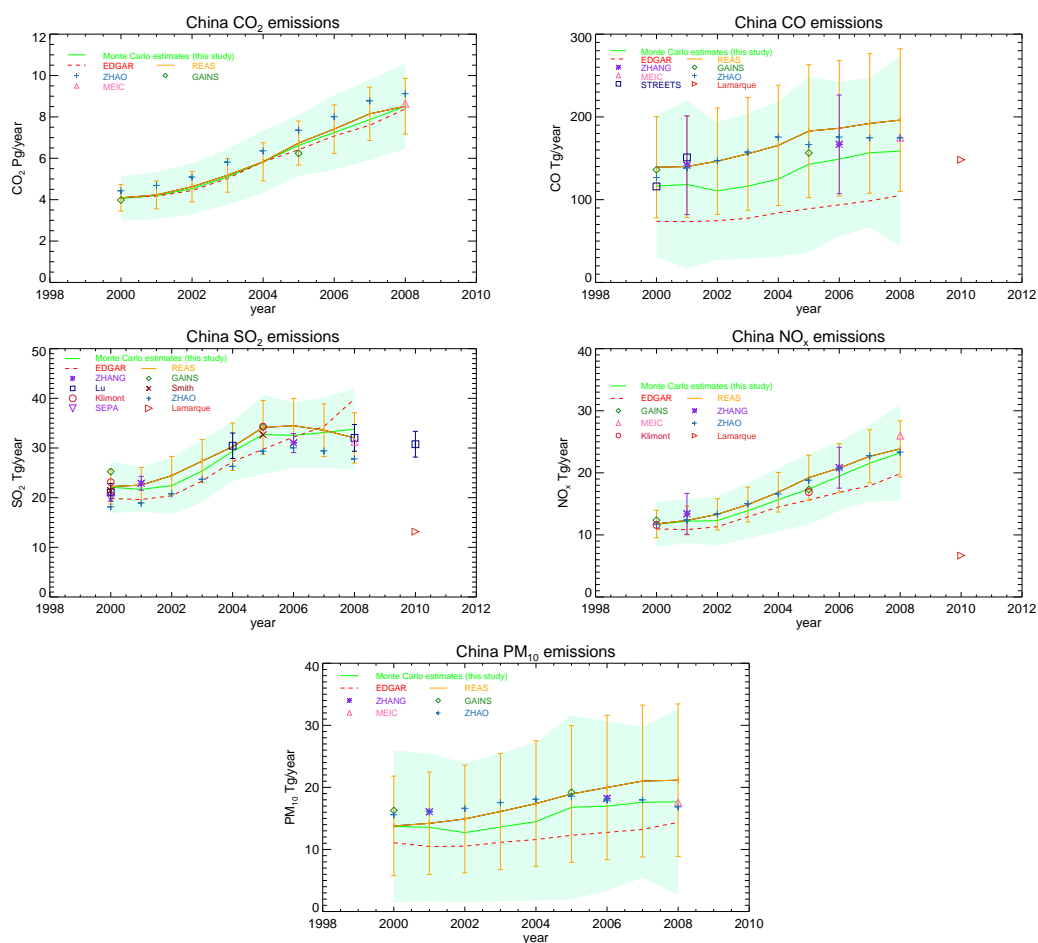 China CO2 emissions
12
10
8
6
4
2
0
CO2 Pg/year
Monte Carlo estimates (this study)
EDGAR REAS
ZHAO GAINS
MEIC
1998 2000 2002 2004 2006 2008 2010
year
China CO emissions
300
200
100
0
CO Tg/year
Monte Carlo estimates (this study)
EDGAR REAS
ZHANG GAINS
MEIC ZHAO
STREETS Lamarque
1998 2000 2002 2004 2006 2008 2010 2012
year
China SO2 emissions
50
40
30
20
10
0
SO2 Tg/year
Monte Carlo estimates (this study)
EDGAR REAS
ZHANG GAINS
Lu Smith
Klimont ZHAO
SEPA Lamarque
1998 2000 2002 2004 2006 2008 2010 2012
year
China NOx emissions
40
30
20
10
0
NOx Tg/year
Monte Carlo estimates (this study)
EDGAR REAS
GAINS ZHANG
MEIC ZHAO
Klimont Lamarque
1998 2000 2002 2004 2006 2008 2010 2012
year
China PM10 emissions
40
30
20
10
0
PM10 Tg/year
Monte Carlo estimates (this study)
EDGAR REAS
ZHANG GAINS
MEIC ZHAO
1998 2000 2002 2004 2006 2008 2010
year